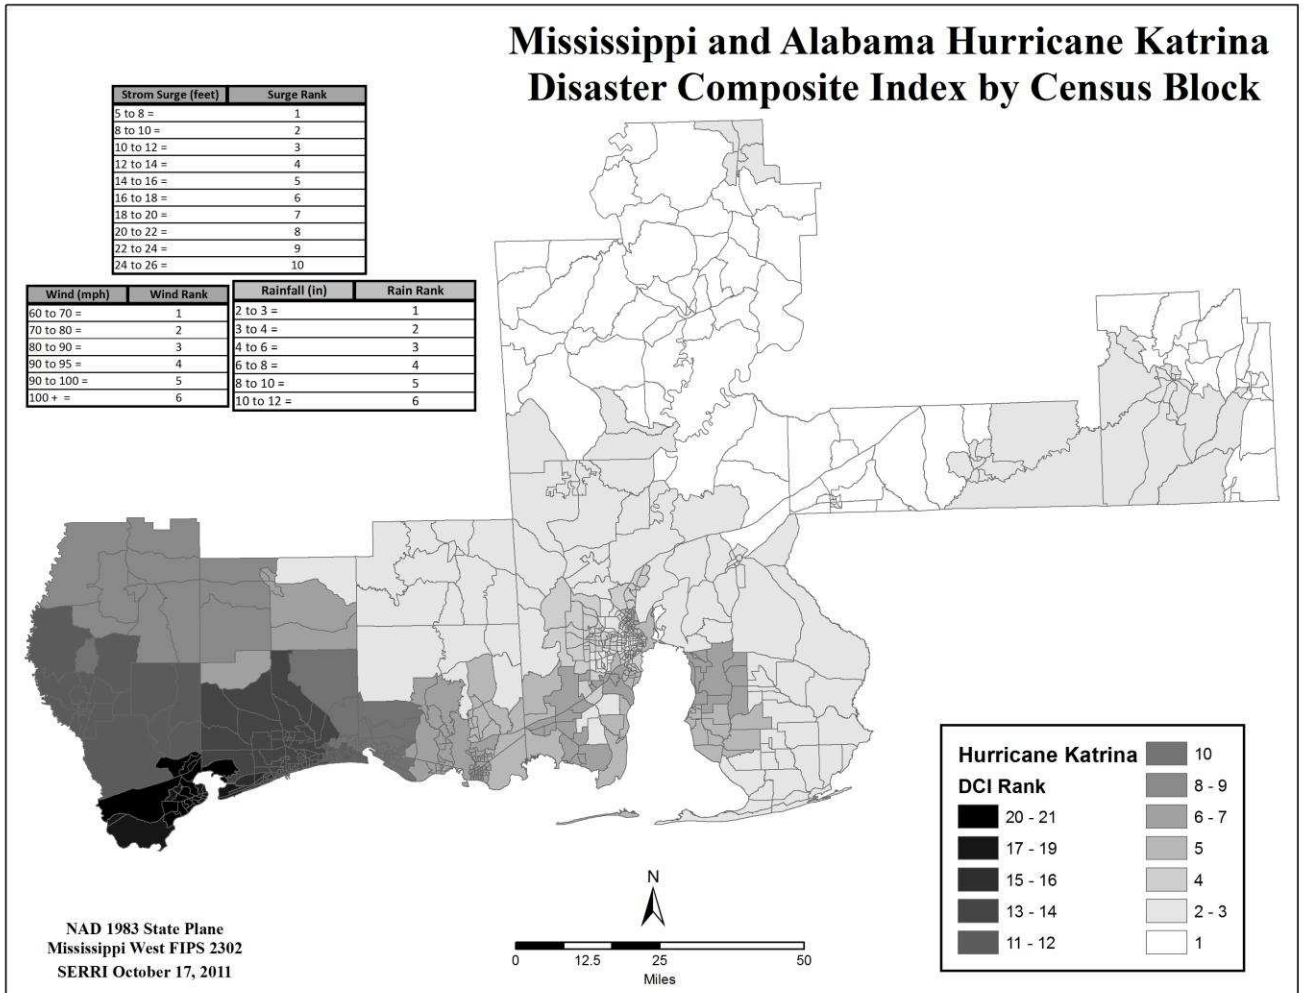 Mississippi and Alabama Hurricane Katrina
Disaster Composite Index by Census Block
Strom Surge (feet) Surge Rank
5 to 8 = 1
8 to 10 = 2
10 to 12 = 3
12 to 14 = 4
14 to 16 = 5
16 to 18 = 6
18 to 20 = 7
20 to 22 = 8
22 to 24 = 9
24 to 26 = 10
Wind (mph) Wind Rank
60 to 70 = 1
70 to 80 = 2
80 to 90 = 3
90 to 95 = 4
90 to 100 = 5
100 + = 6
Rainfall (in) Rain Rank
2 to 3 = 1
3 to 4 = 2
4 to 6 = 3
6 to 8 = 4
8 to 10 = 5
10 to 12 = 6
Hurricane Katrina
DCI Rank
20 - 21
17 - 19
15 - 16
13 - 14
11 - 12
10
8 - 9
6 - 7
5
4
2 - 3
1
N
0 12.5 25 50
Miles
NAD 1983 State Plane
Mississippi West FIPS 2302
SERRI October 17, 2011